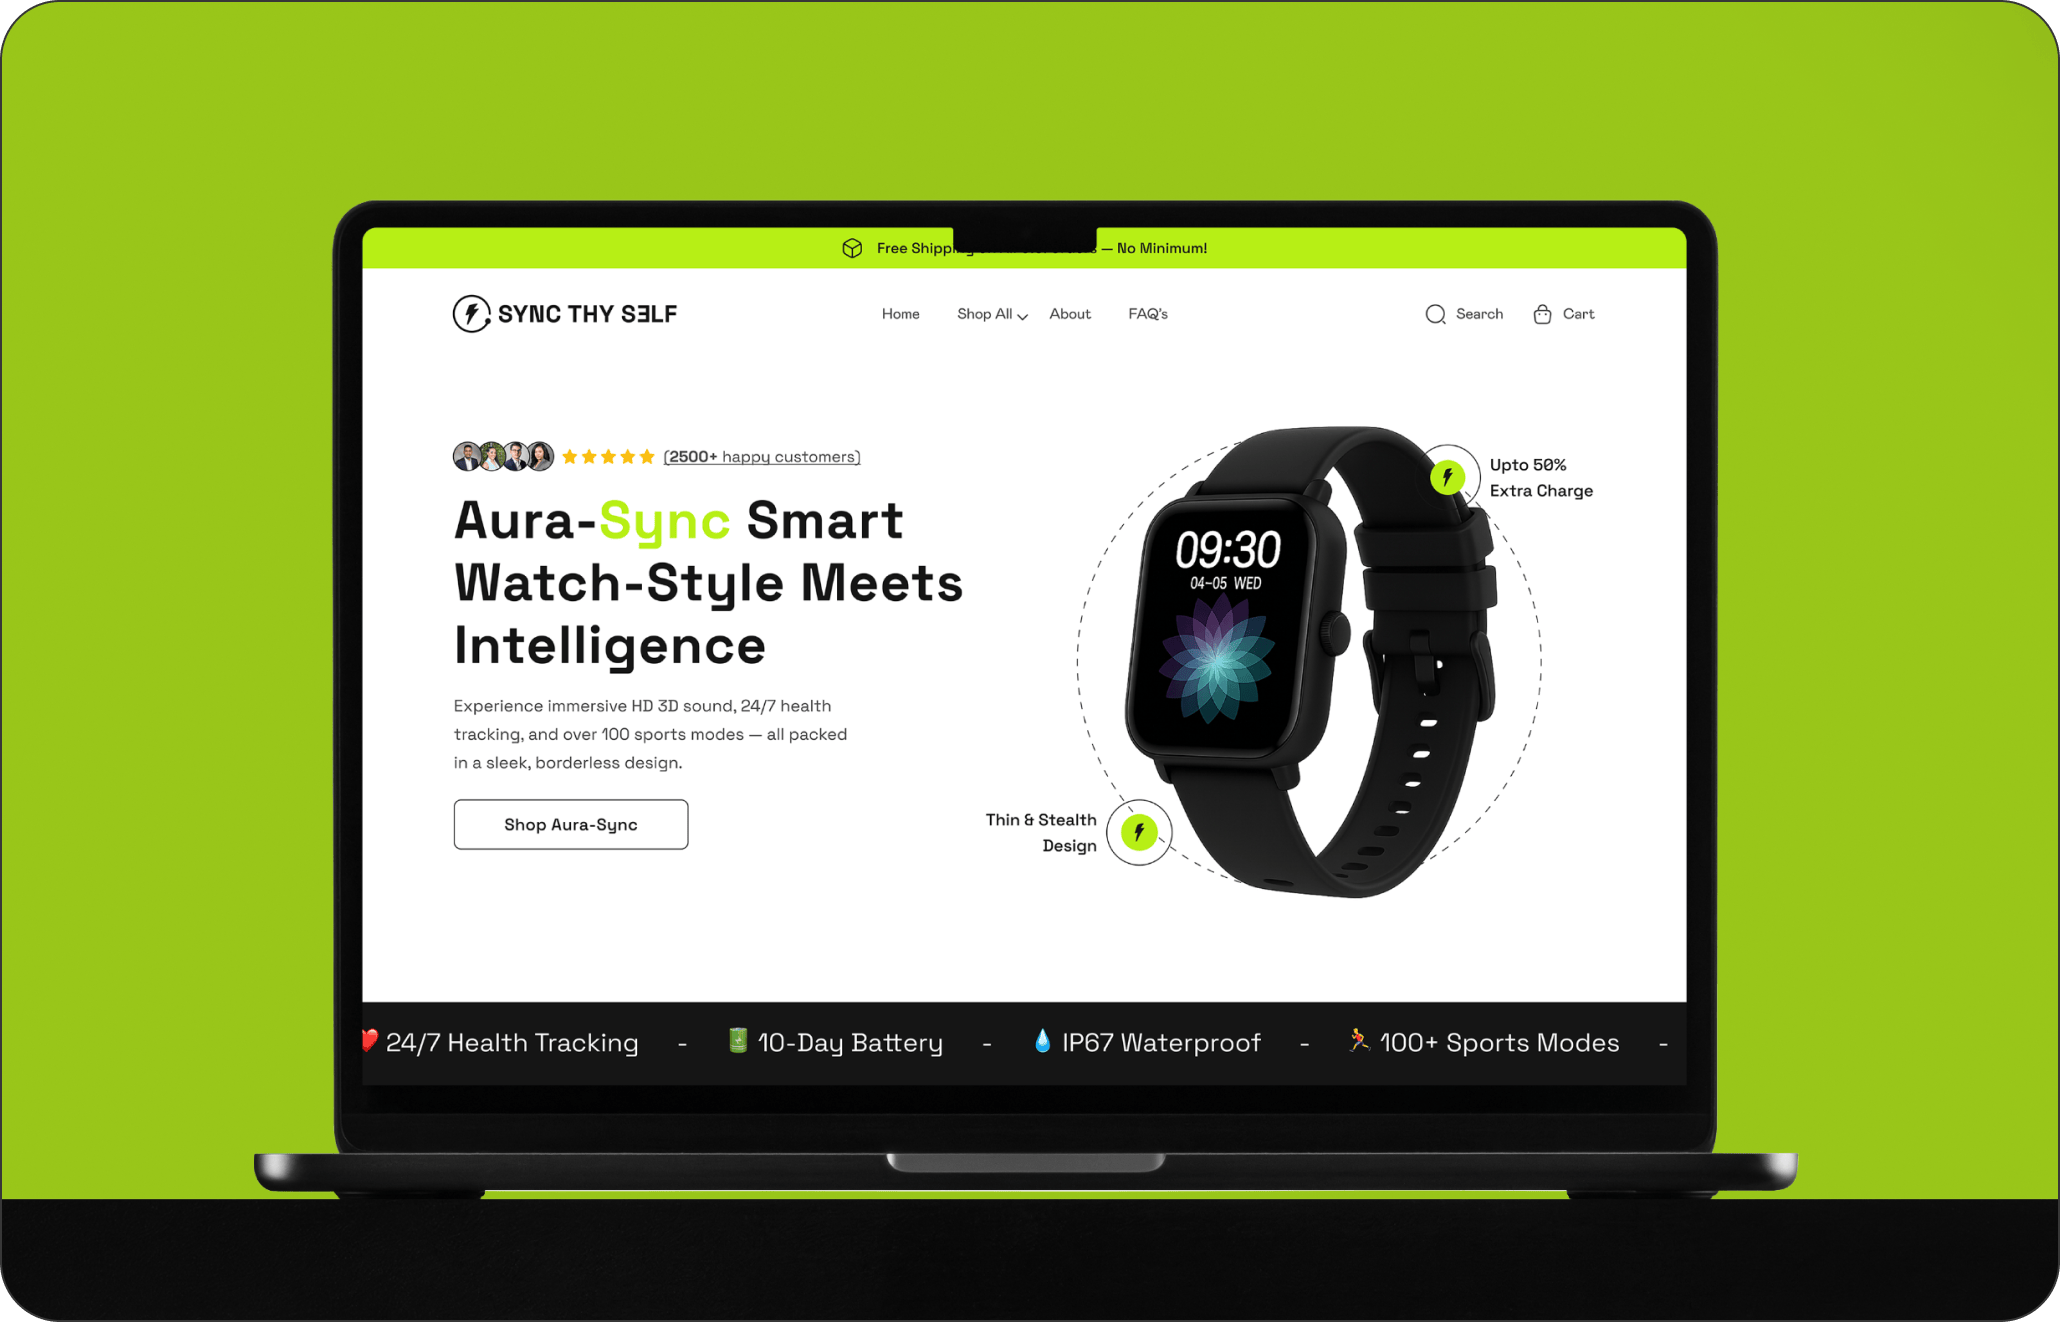 Free Shipp — No Minimum!
SYNC THY SƎLF
Home Shop All About FAQ's
Search Cart
(2500+ happy customers)
Aura-Sync Smart
Watch-Style Meets
Intelligence
Experience immersive HD 3D sound, 24/7 health
tracking, and over 100 sports modes — all packed
in a sleek, borderless design.
Shop Aura-Sync
Upto 50%
Extra Charge
09:30
04-05 WED
Thin & Stealth
Design
24/7 Health Tracking - 10-Day Battery - IP67 Waterproof - 100+ Sports Modes -